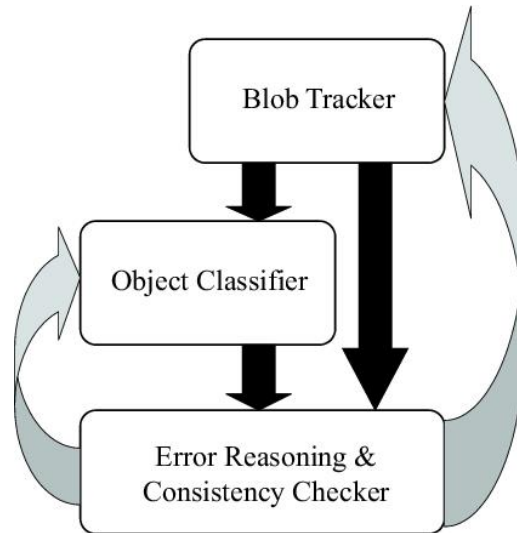 Blob Tracker
Object Classifier
Error Reasoning &
Consistency Checker